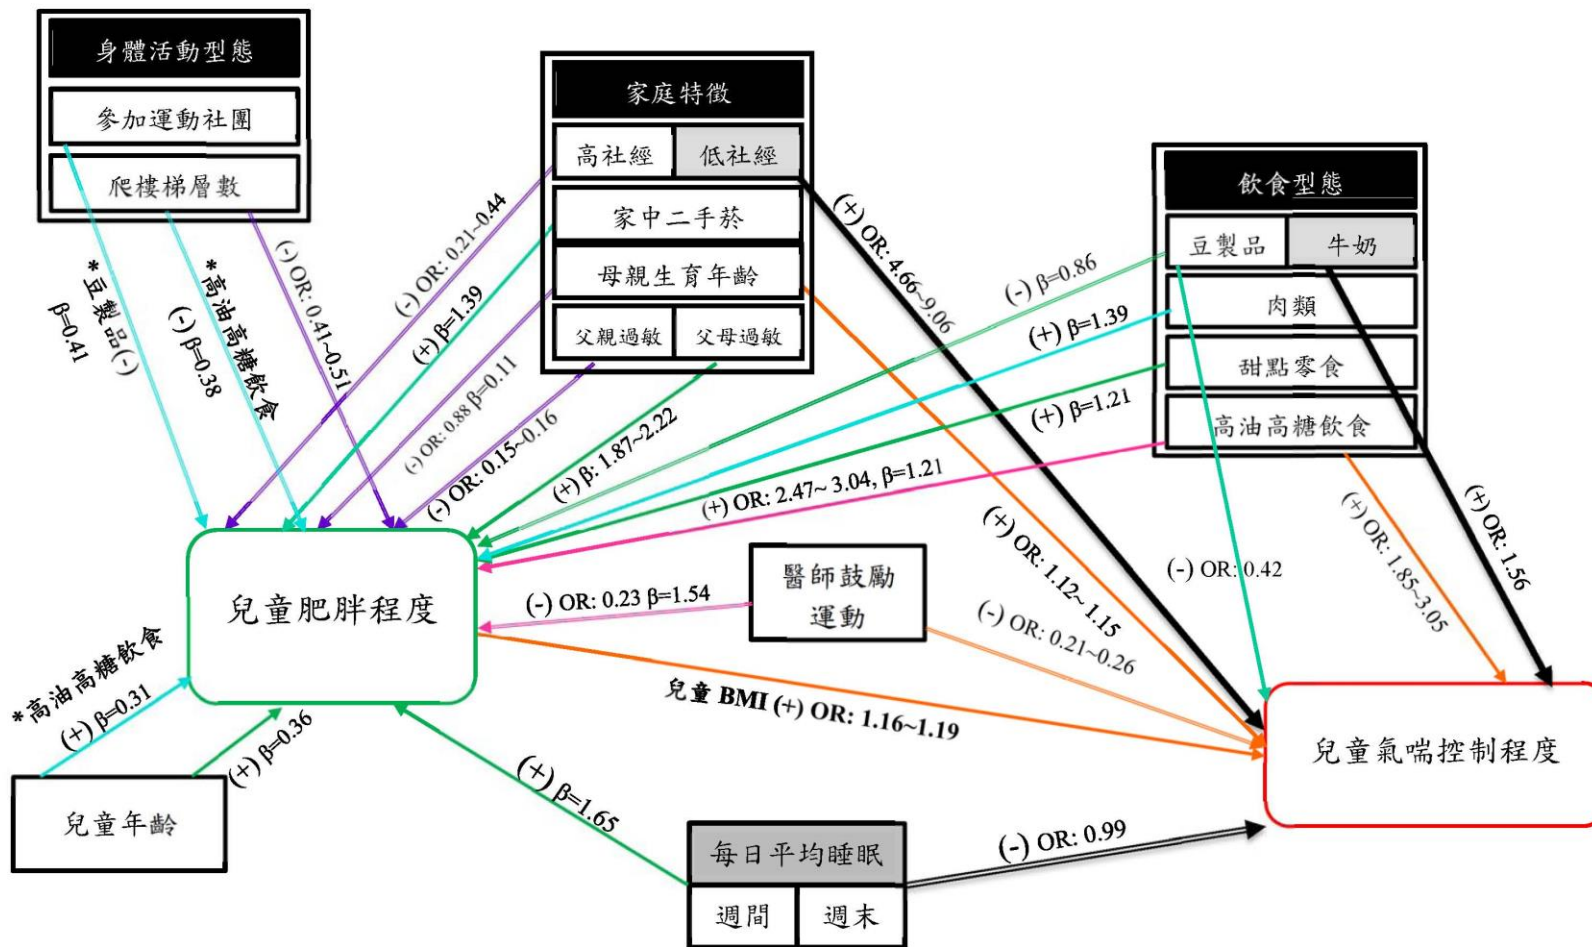 身體活動型態
參加運動社團
爬樓梯層數
家庭特徵
高社經 低社經
家中二手菸
母親生育年齡
父親過敏 父母過敏
飲食型態
豆製品 牛奶
肉類
甜點零食
高油高糖飲食
*豆製品(-)
β=0.41
*高油高糖飲食
(-) β=0.38
(-) OR: 0.41~0.51
(-) OR: 0.21~0.44
(+) β=1.39
(-) OR: 0.88 β=0.11
(-) OR: 0.15~0.16
(+) β: 1.87~2.22
(+) OR: 4.66~9.06
(-) β=0.86
(+) β=1.39
(+) β=1.21
(+) OR: 2.47~ 3.04, β=1.21
(+) OR: 1.12~ 1.15
(-) OR: 0.42
(+) OR: 1.56
(+) OR: 1.85~3.05
兒童肥胖程度
(-) OR: 0.23 β=1.54
醫師鼓勵
運動
(-) OR: 0.21~0.26
兒童 BMI (+) OR: 1.16~1.19
兒童氣喘控制程度
*高油高糖飲食
(+) β=0.31
(+) β=0.36
兒童年齡
(+) β=1.65
(-) OR: 0.99
每日平均睡眠
週間 週末